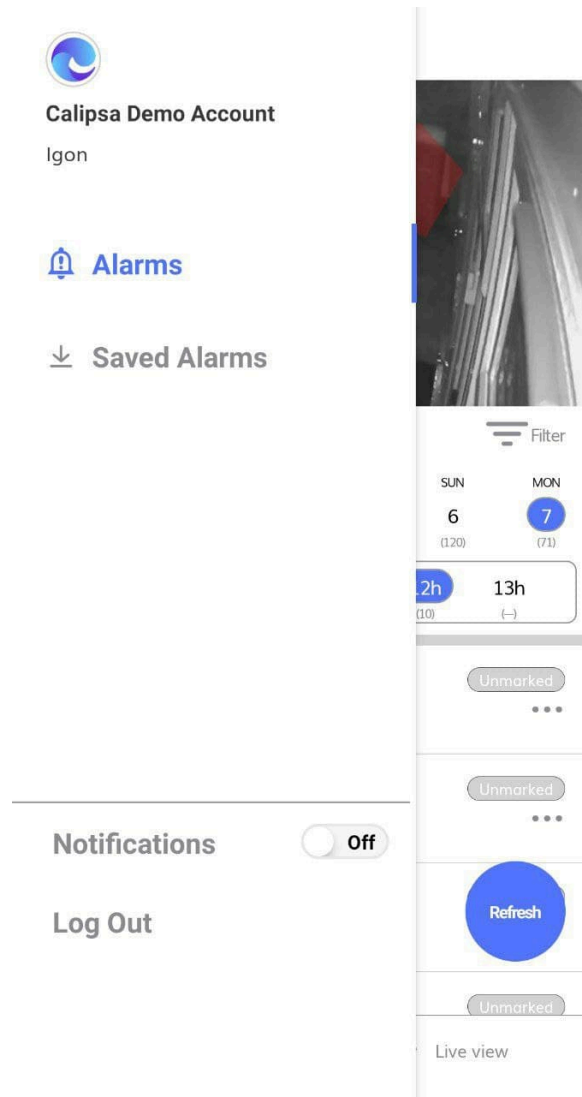 Calipsa Demo Account
Igon
Alarms
Saved Alarms
Notifications
Off
Log Out
Filter
SUN MON
6 7
(120) (71)
2h 13h
(10) (—)
Unmarked
Unmarked
Refresh
Unmarked
Live view